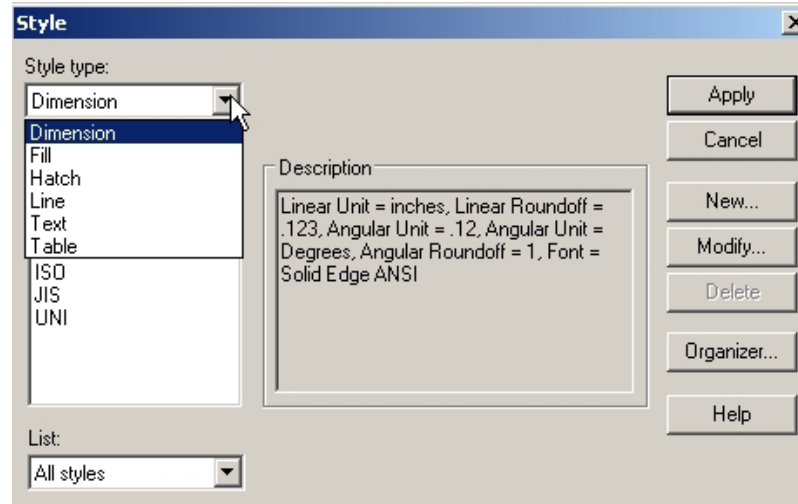 Style
Style type:
Dimension
Dimension
Fill
Hatch
Line
Text
Table
ISO
JIS
UNI
List:
All styles
Description
Linear Unit = inches, Linear Roundoff =
.123, Angular Unit = .12, Angular Unit =
Degrees, Angular Roundoff = 1, Font =
Solid Edge ANSI
Apply
Cancel
New...
Modify...
Delete
Organizer...
Help